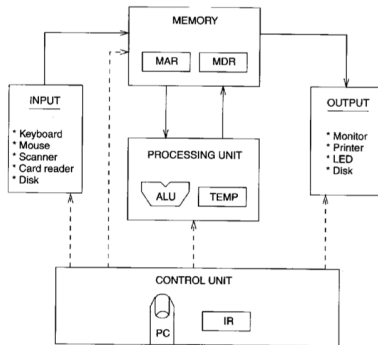 MEMORY
MAR
MDR
INPUT
* Keyboard
* Mouse
* Scanner
* Card reader
* Disk
OUTPUT
* Monitor
* Printer
* LED
* Disk
PROCESSING UNIT
ALU
TEMP
CONTROL UNIT
PC
IR